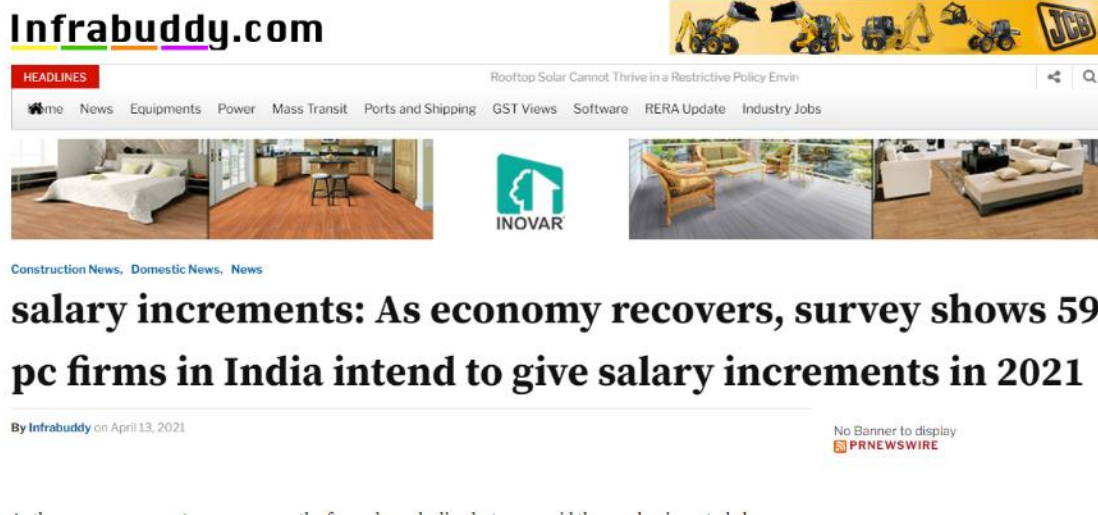 Infrabuddy.com
JCB
HEADLINES
Rooftop Solar Cannot Thrive in a Restrictive Policy Envin
Home News Equipments Power Mass Transit Ports and Shipping GST Views Software RERA Update Industry Jobs
INOVAR
Construction News, Domestic News, News
salary increments: As economy recovers, survey shows 59
pc firms in India intend to give salary increments in 2021
By Infrabuddy on April 13, 2021
No Banner to display
PRNEWSWIRE